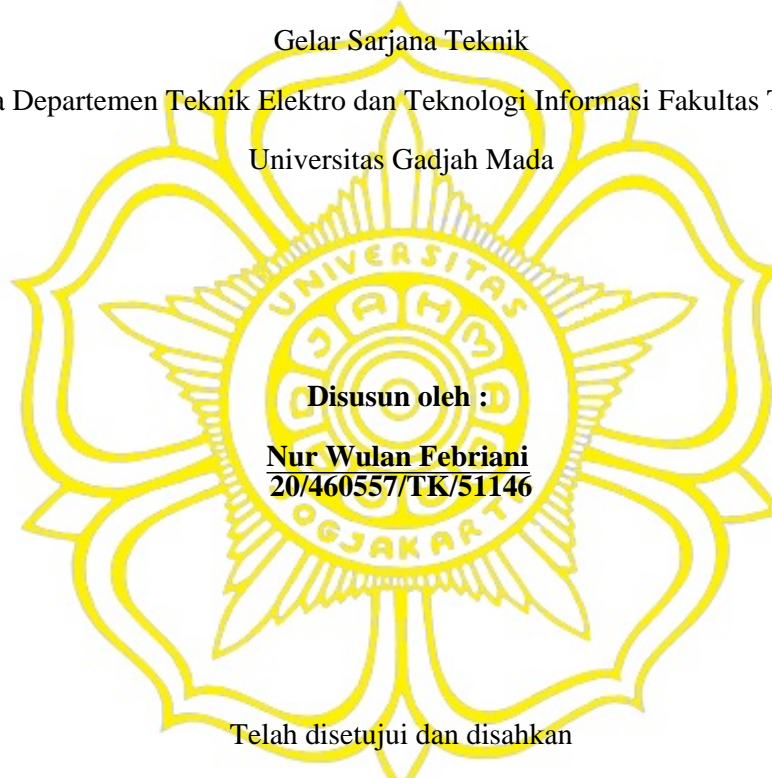 Gelar Sarjana Teknik
Departemen Teknik Elektro dan Teknologi Informasi Fakultas
Universitas Gadjah Mada
UNIVERSITAS
Disusun oleh :
Nur Wulan Febriani
20/460557/TK/51146
Telah disetujui dan disahkan